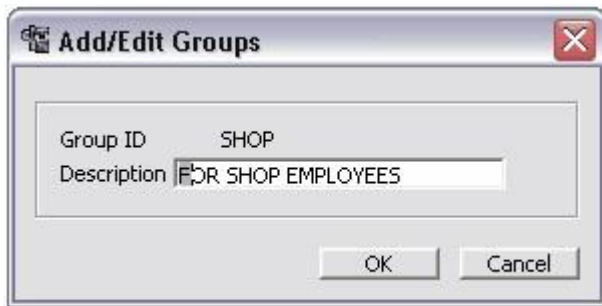 Add/Edit Groups
Group ID SHOP
Description FOR SHOP EMPLOYEES
OK Cancel